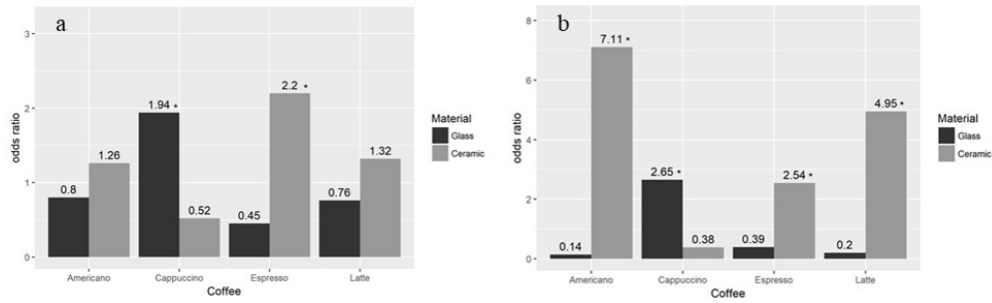 a
odds ratio
3
2
1
0
0.8
1.26
1.94 *
0.52
0.45
2.2 *
0.76
1.32
Americano Cappuccino Espresso Latte
Coffee
Material
Glass
Ceramic
b
odds ratio
8
6
4
2
0
0.14
7.11 *
2.65 *
0.38
0.39
2.54 *
0.2
4.95 *
Americano Cappuccino Espresso Latte
Coffee
Material
Glass
Ceramic